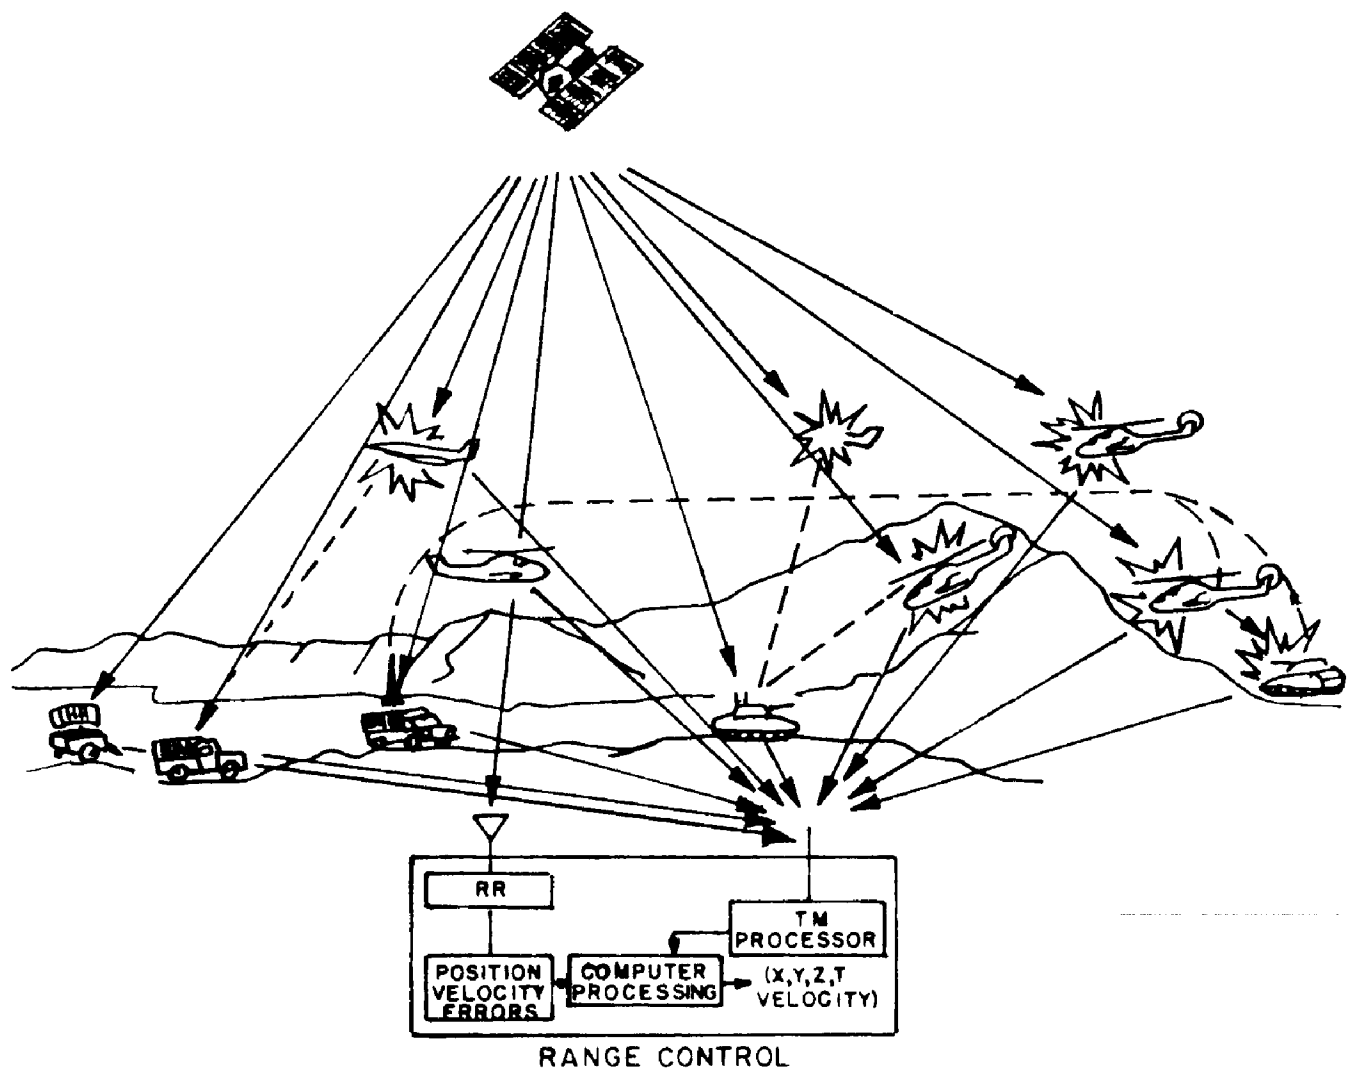 RR
TM
PROCESSOR
POSITION
VELOCITY
ERRORS
COMPUTER
PROCESSING
(X,Y,Z,T
VELOCITY)
RANGE CONTROL